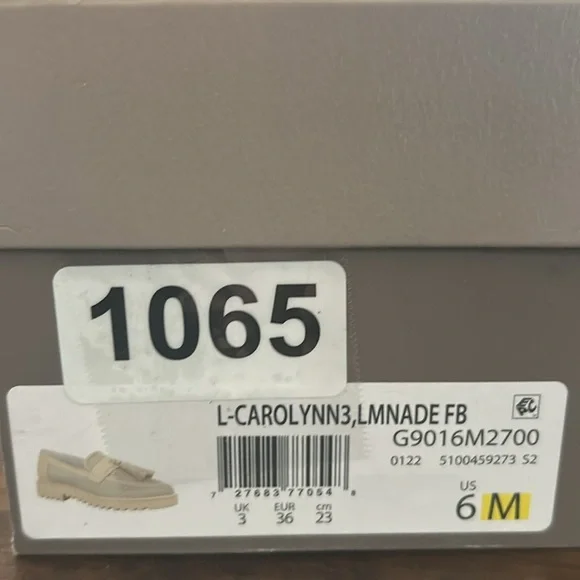 1065
L-CAROLYNN3,LMNADE FB
G9016M2700
0122 5100459273 S2
7 27683 77054 8
UK EUR cm
3 36 23
US
6 M